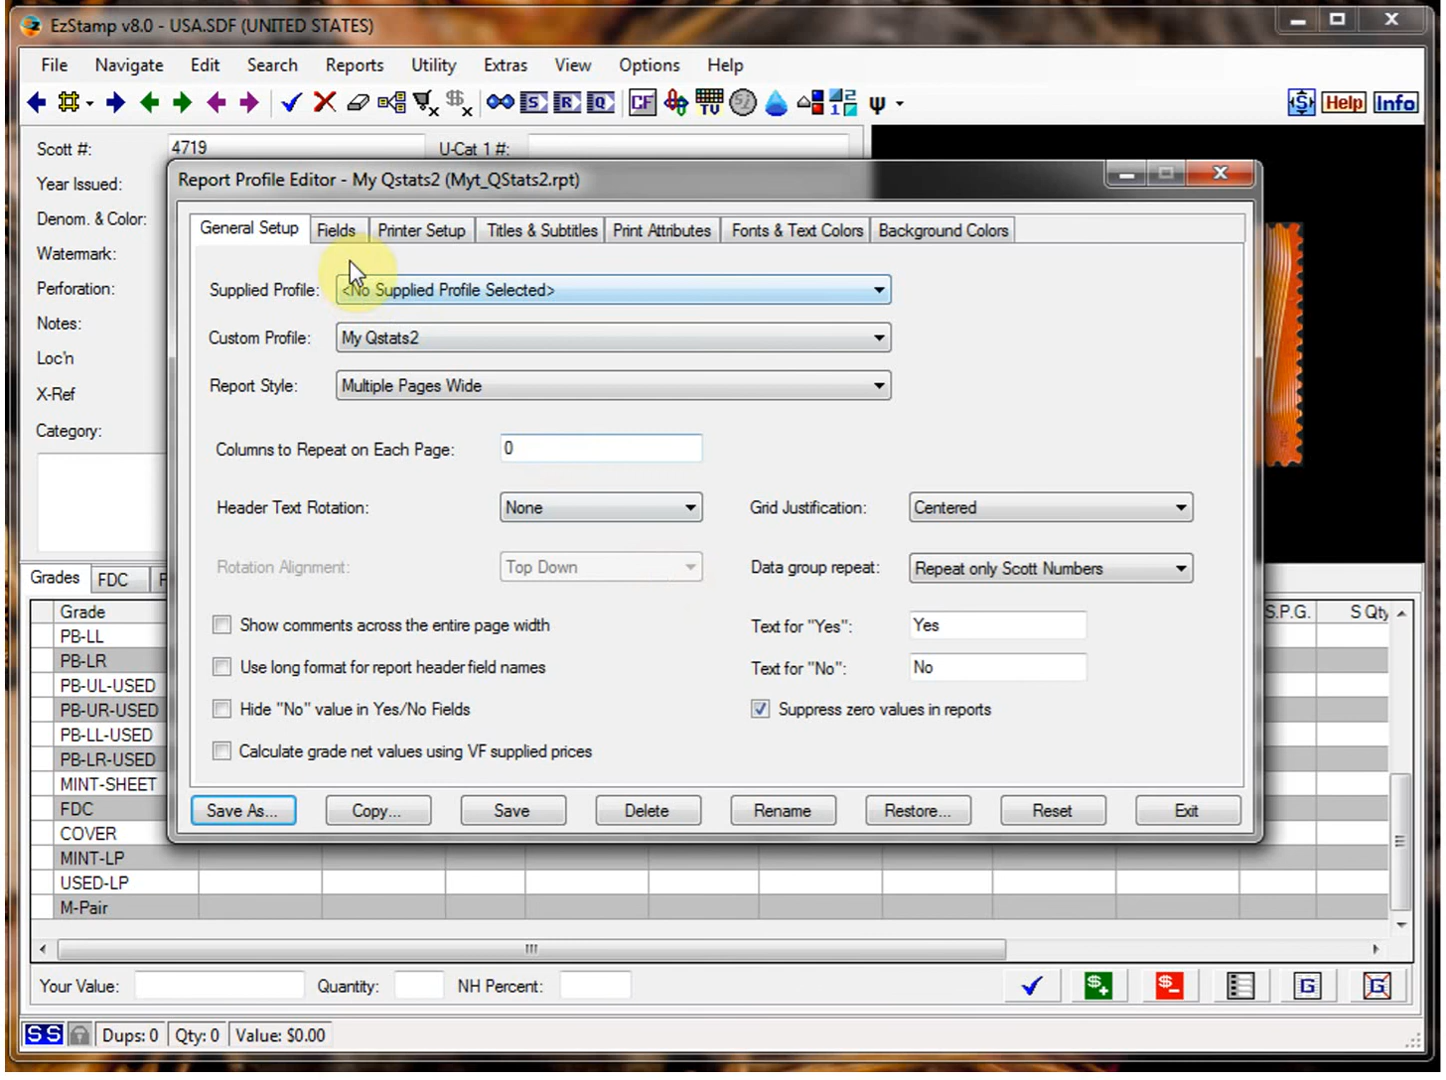 EzStamp v8.0 - USA.SDF (UNITED STATES)
File Navigate Edit Search Reports Utility Extras View Options Help
S R Q CF TV Help Info
Scott #: 4719 U-Cat 1 #:
Year Issued:
Denom. & Color:
Watermark:
Perforation:
Notes:
Loc'n
X-Ref
Category:
Report Profile Editor - My Qstats2 (Myt_QStats2.rpt)
General Setup Fields Printer Setup Titles & Subtitles Print Attributes Fonts & Text Colors Background Colors
Supplied Profile: <No Supplied Profile Selected>
Custom Profile: My Qstats2
Report Style: Multiple Pages Wide
Columns to Repeat on Each Page: 0
Header Text Rotation: None Grid Justification: Centered
Rotation Alignment: Top Down Data group repeat: Repeat only Scott Numbers
Show comments across the entire page width Text for "Yes": Yes
Use long format for report header field names Text for "No": No
Hide "No" value in Yes/No Fields Suppress zero values in reports
Calculate grade net values using VF supplied prices
Save As... Copy... Save Delete Rename Restore... Reset Exit
Grades FDC
Grade S.P.G. S Qty
PB-LL
PB-LR
PB-UL-USED
PB-UR-USED
PB-LL-USED
PB-LR-USED
MINT-SHEET
FDC
COVER
MINT-LP
USED-LP
M-Pair
Your Value: Quantity: NH Percent: G G
SS Dups: 0 Qty: 0 Value: $0.00